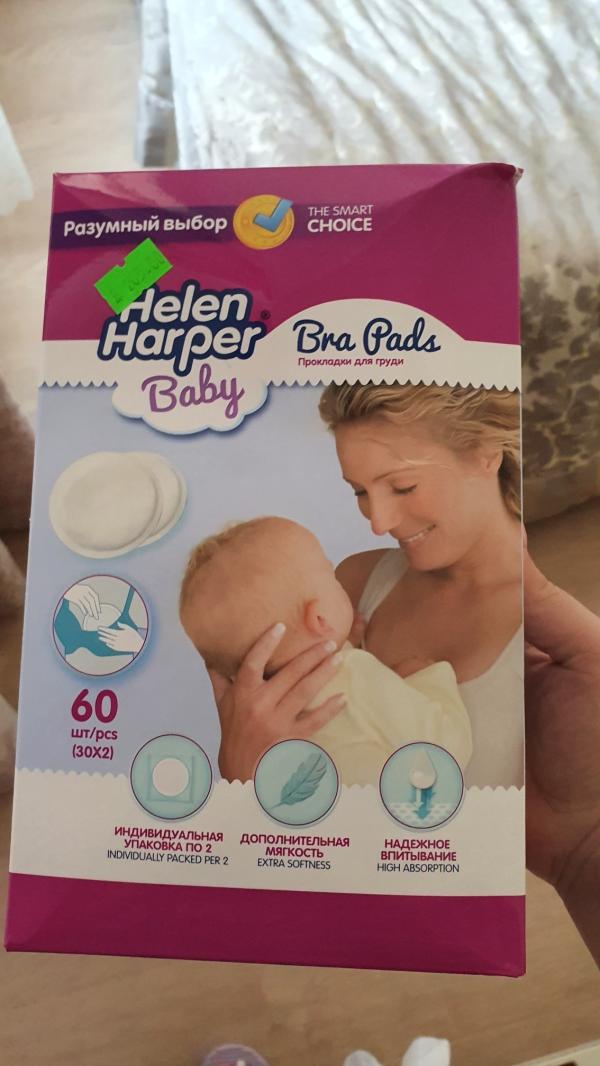 Разумный выбор
THE SMART
CHOICE
Helen
Harper®
Baby
Bra Pads
Прокладки для груди
60
шт/pcs
(30X2)
ИНДИВИДУАЛЬНАЯ
УПАКОВКА ПО 2
INDIVIDUALLY PACKED PER 2
ДОПОЛНИТЕЛЬНАЯ
МЯГКОСТЬ
EXTRA SOFTNESS
НАДЕЖНОЕ
ВПИТЫВАНИЕ
HIGH ABSORPTION